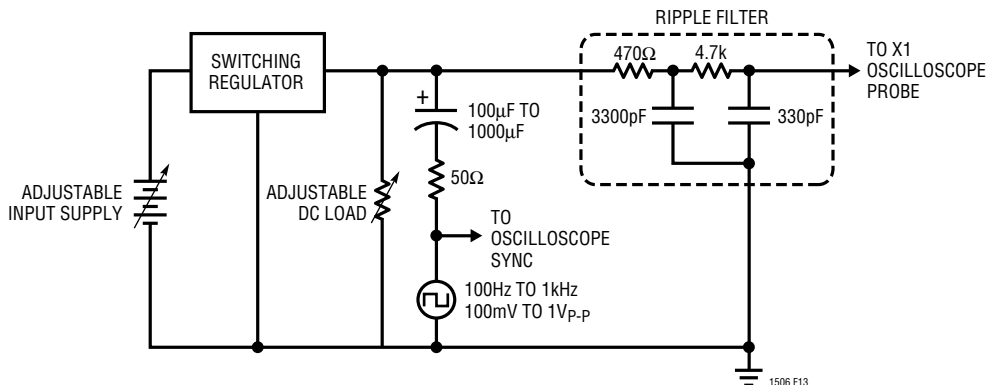 RIPPLE FILTER
SWITCHING
REGULATOR
470Ω
4.7k
TO X1
OSCILLOSCOPE
PROBE
+
100µF TO
1000µF
3300pF
330pF
ADJUSTABLE
INPUT SUPPLY
ADJUSTABLE
DC LOAD
50Ω
TO
OSCILLOSCOPE
SYNC
100Hz TO 1kHz
100mV TO 1VP-P
1506 F13